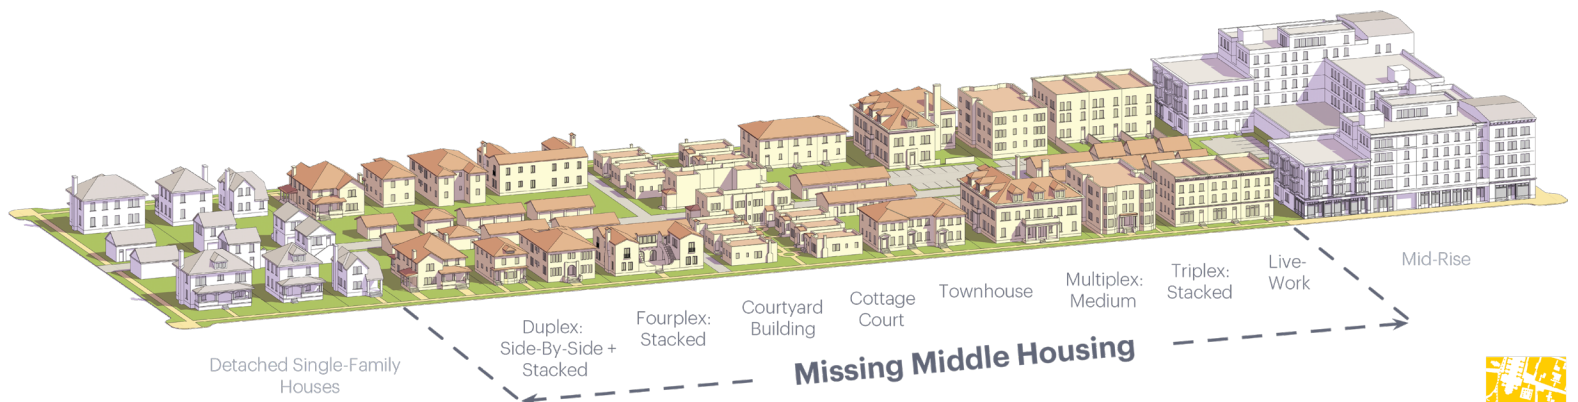 Detached Single-Family
Houses
Duplex:
Side-By-Side +
Stacked
Fourplex:
Stacked
Courtyard
Building
Cottage
Court
Townhouse
Multiplex:
Medium
Triplex:
Stacked
Live-
Work
Mid-Rise
Missing Middle Housing